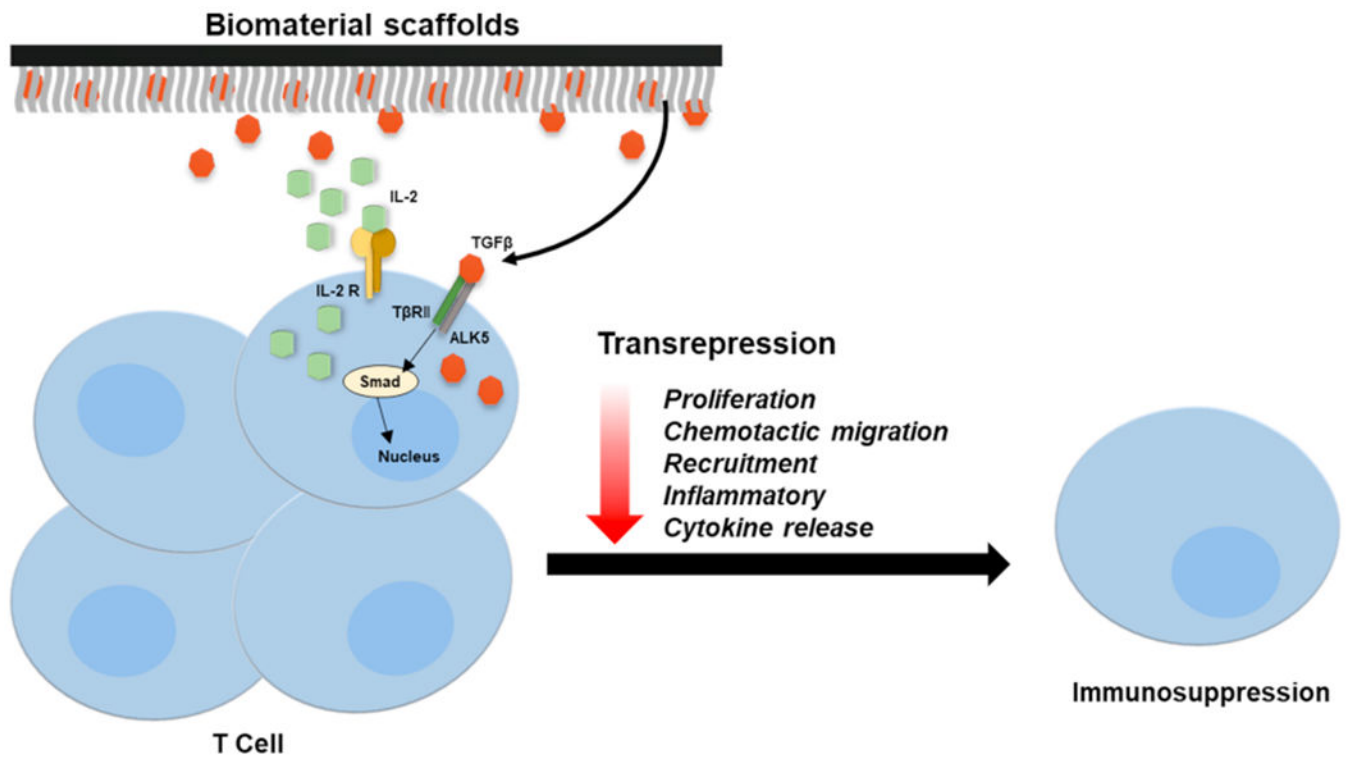 Biomaterial scaffolds
IL-2
TGFβ
IL-2 R
TβRII
ALK5
Smad
Nucleus
T Cell
Transrepression
Proliferation
Chemotactic migration
Recruitment
Inflammatory
Cytokine release
Immunosuppression